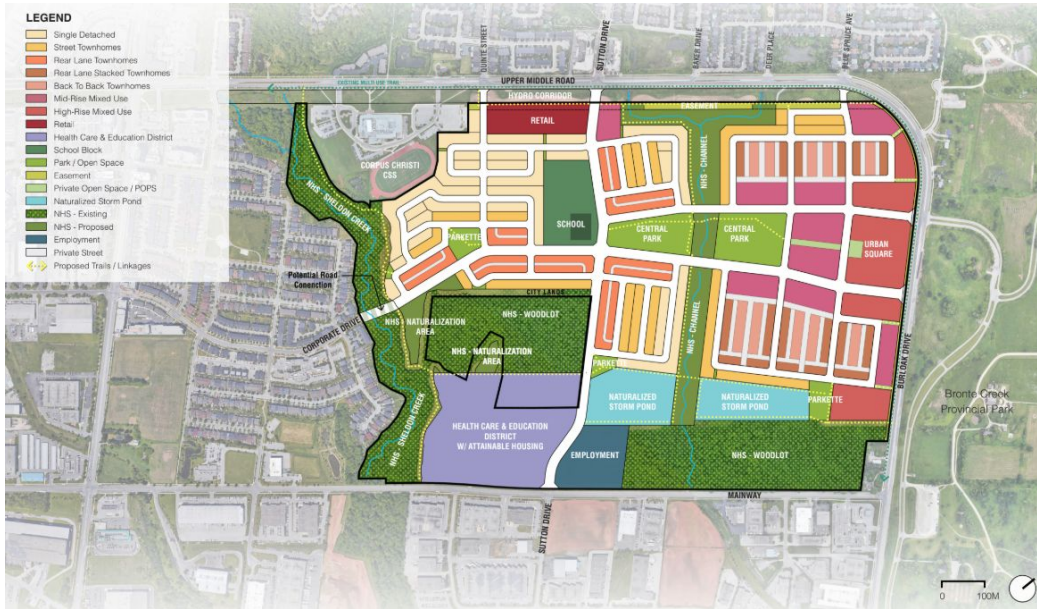 LEGEND
Single Detached
Street Townhomes
Rear Lane Townhomes
Rear Lane Stacked Townhomes
Back To Back Townhomes
Mid-Rise Mixed Use
High-Rise Mixed Use
Retail
Health Care & Education District
School Block
Park / Open Space
Easement
Private Open Space / POPS
Naturalized Storm Pond
NHS - Existing
NHS - Proposed
Employment
Private Street
Proposed Trails / Linkages
QUINTE STREET
SUTTON DRIVE
BAKER DRIVE
DEER PLACE
BLUE SPRUCE AVE
EXISTING MULTI USE TRAIL
UPPER MIDDLE ROAD
HYDRO CORRIDOR
EASEMENT
RETAIL
CORPUS CHRISTI
CSS
NHS - CHANNEL
NHS - SHELDON CREEK
SCHOOL
PARKETTE
CENTRAL
PARK
CENTRAL
PARK
URBAN
SQUARE
Potential Road
Conenction
CITY LANDS
CORPORATE DRIVE
NHS - NATURALIZATION
AREA
NHS - WOODLOT
NHS - NATURALIZATION
AREA
NHS - CHANNEL
BURLOAK DRIVE
PARKETTE
NATURALIZED
STORM POND
NATURALIZED
STORM POND
PARKETTE
Bronte Creek
Provincial Park
NHS - SHELDON CREEK
HEALTH CARE & EDUCATION
DISTRICT
W/ ATTAINABLE HOUSING
EMPLOYMENT
NHS - WOODLOT
MAINWAY
SUTTON DRIVE
0 100M